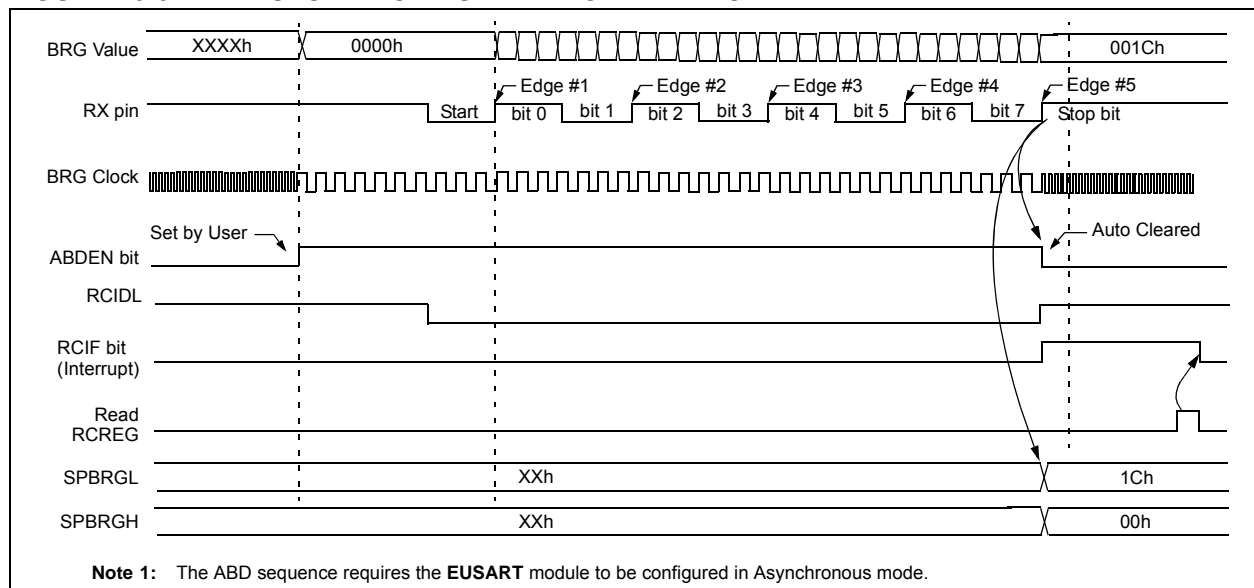 BRG Value XXXXh 0000h 001Ch
Edge #1 Edge #2 Edge #3 Edge #4 Edge #5
RX pin Start bit 0 bit 1 bit 2 bit 3 bit 4 bit 5 bit 6 bit 7 Stop bit
BRG Clock
Set by User Auto Cleared
ABDEN bit
RCIDL
RCIF bit
(Interrupt)
Read
RCREG
SPBRGL XXh 1Ch
SPBRGH XXh 00h
Note 1: The ABD sequence requires the EUSART module to be configured in Asynchronous mode.